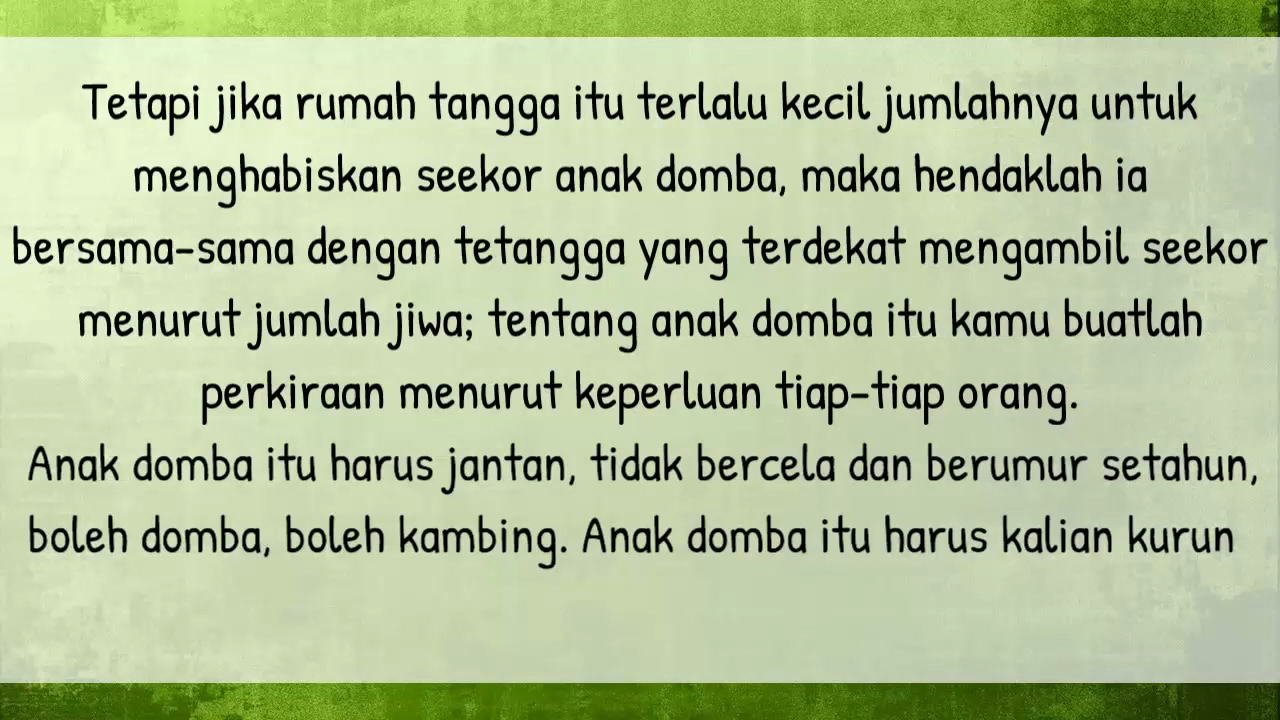 Tetapi jika rumah tangga itu terlalu kecil jumlahnya untuk
menghabiskan seekor anak domba, maka hendaklah ia
bersama-sama dengan tetangga yang terdekat mengambil seekor
menurut jumlah jiwa; tentang anak domba itu kamu buatlah
perkiraan menurut keperluan tiap-tiap orang.
Anak domba itu harus jantan, tidak bercela dan berumur setahun,
boleh domba, boleh kambing. Anak domba itu harus kalian kurun